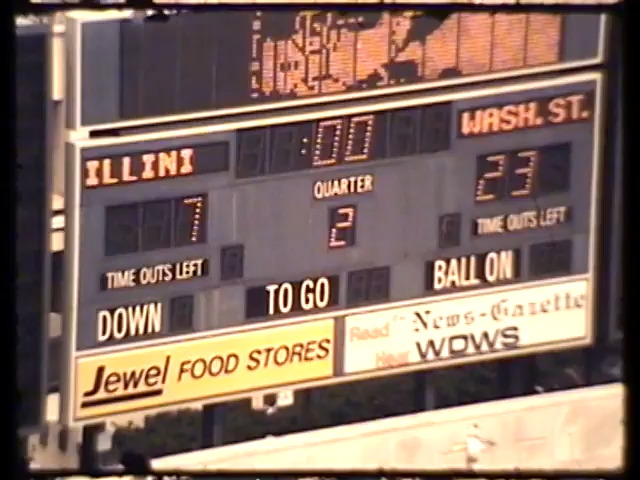 ILLINI :00 WASH. ST.
7 QUARTER 23
2
TIME OUTS LEFT TIME OUTS LEFT
DOWN TO GO BALL ON
Jewel FOOD STORES
Read The News-Gazette
Hear WDWS